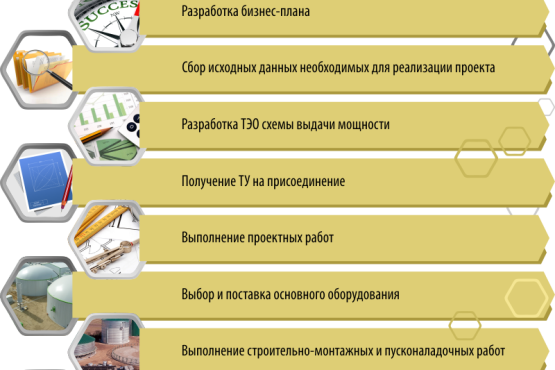 SUCCESS
Разработка бизнес-плана
Сбор исходных данных необходимых для реализации проекта
Разработка ТЭО схемы выдачи мощности
Получение ТУ на присоединение
Выполнение проектных работ
Выбор и поставка основного оборудования
Выполнение строительно-монтажных и пусконаладочных работ